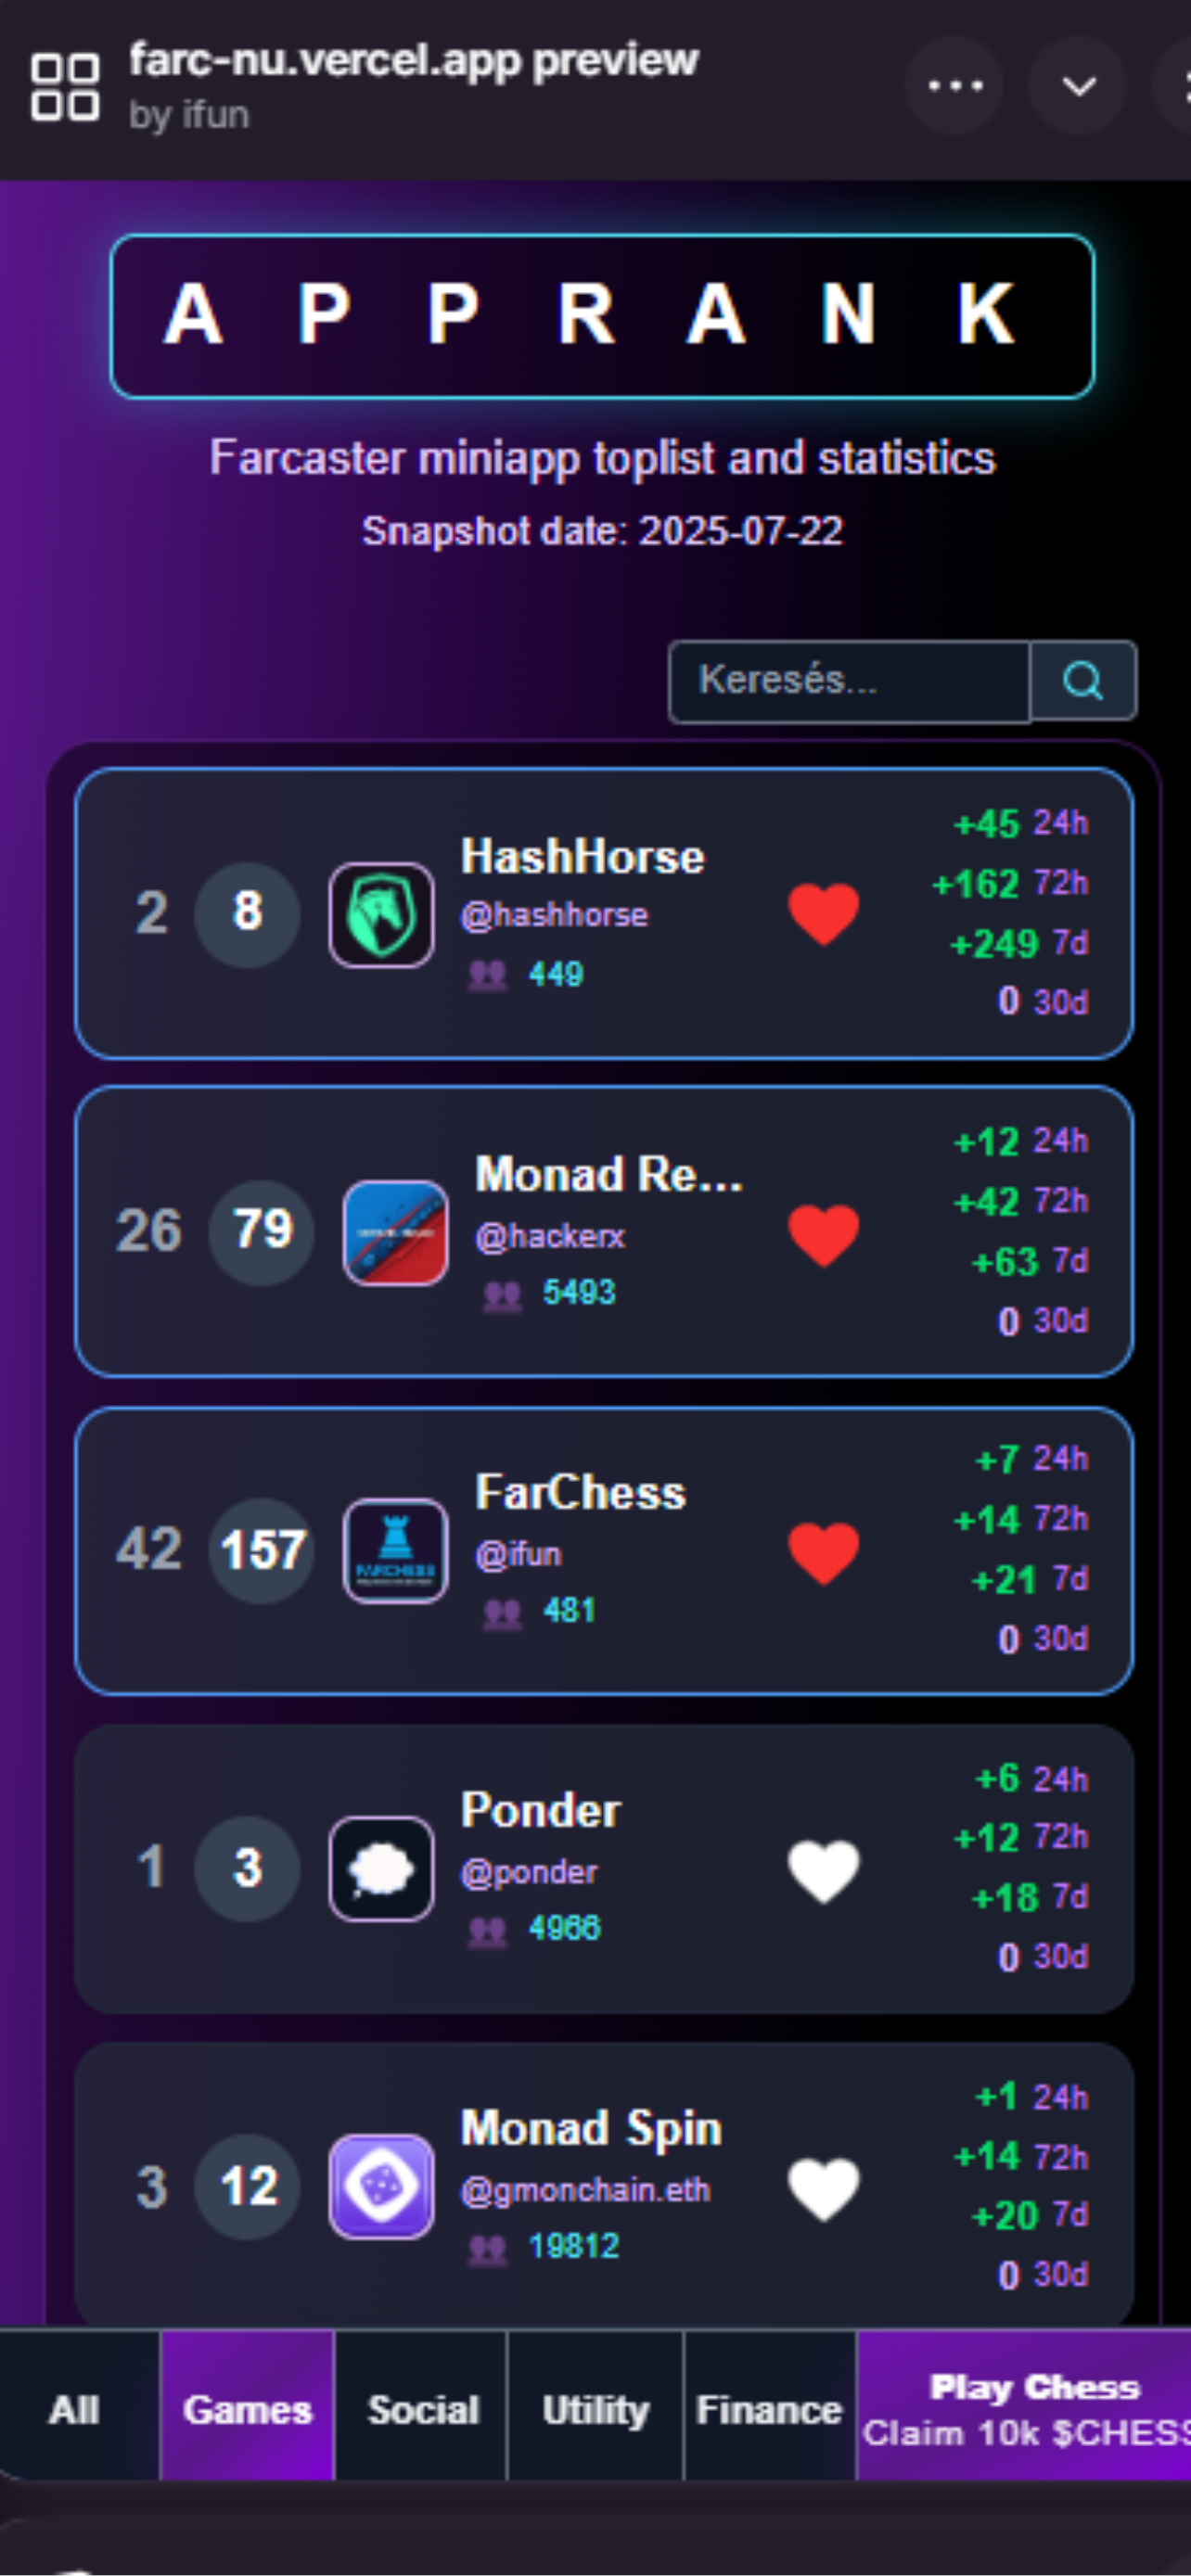 farc-nu.vercel.app preview
by ifun
A P P R A N K
Farcaster miniapp toplist and statistics
Snapshot date: 2025-07-22
Keresés...
2 8 HashHorse
@hashhorse
449
+45 24h
+162 72h
+249 7d
0 30d
26 79 Monad Re...
@hackerx
5493
+12 24h
+42 72h
+63 7d
0 30d
42 157 FarChess
@ifun
481
FARCHESS
+7 24h
+14 72h
+21 7d
0 30d
1 3 Ponder
@ponder
4966
+6 24h
+12 72h
+18 7d
0 30d
3 12 Monad Spin
@gmonchain.eth
19812
+1 24h
+14 72h
+20 7d
0 30d
All Games Social Utility Finance Play Chess
Claim 10k $CHESS